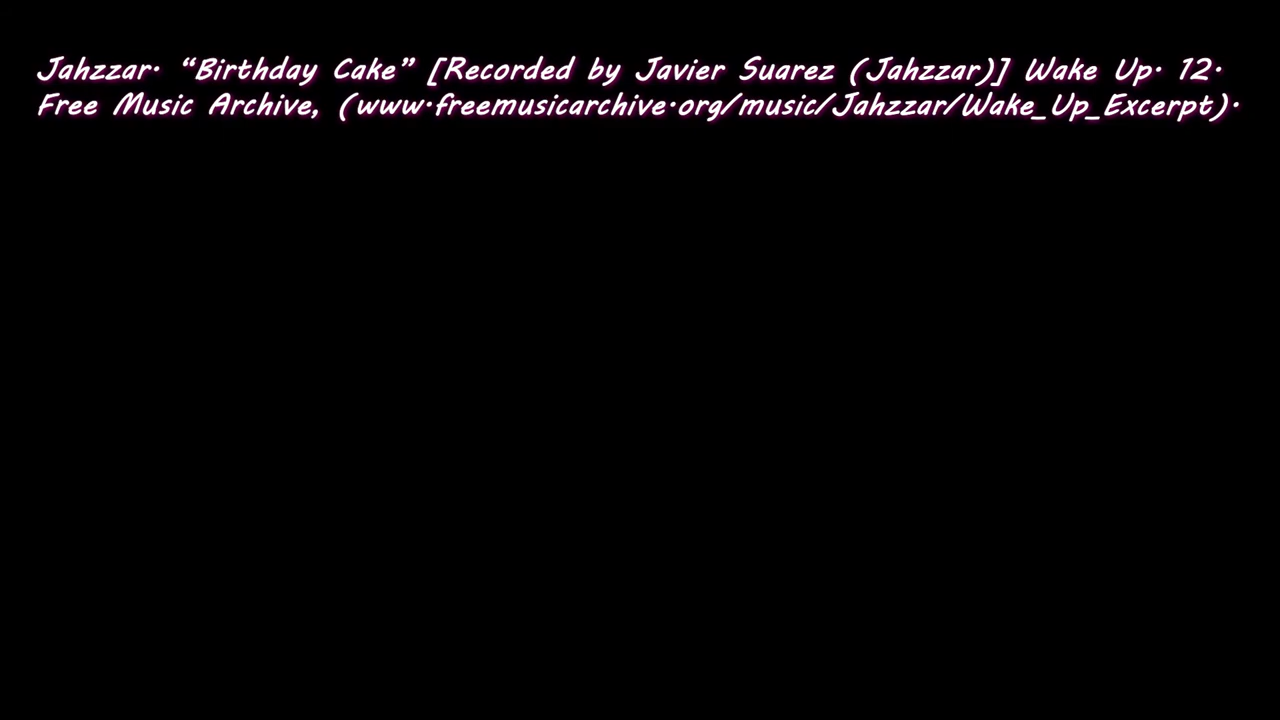 Jahzzar. “Birthday Cake” [Recorded by Javier Suarez (Jahzzar)] Wake Up. 12.
Free Music Archive, (www.freemusicarchive.org/music/Jahzzar/Wake_Up_Excerpt).